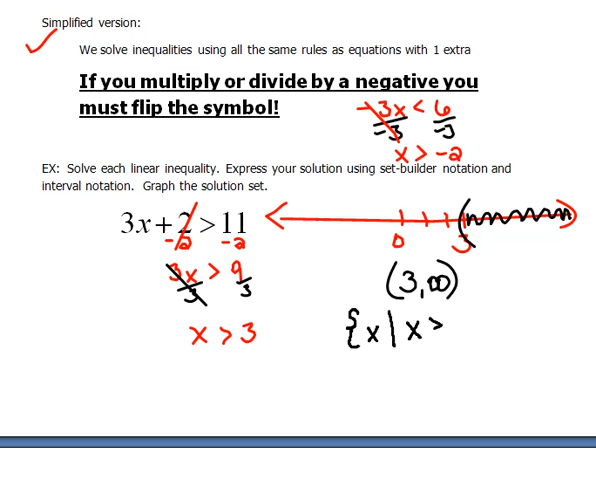 Simplified version:
We solve inequalities using all the same rules as equations with 1 extra
If you multiply or divide by a negative you
must flip the symbol!
-3x < 6
-3 -3
x > -2
EX: Solve each linear inequality. Express your solution using set-builder notation and
interval notation. Graph the solution set.
3x + 2 > 11
-2 -2
0 3
3x > 9
3 3
(3, ∞)
x > 3
{x | x >